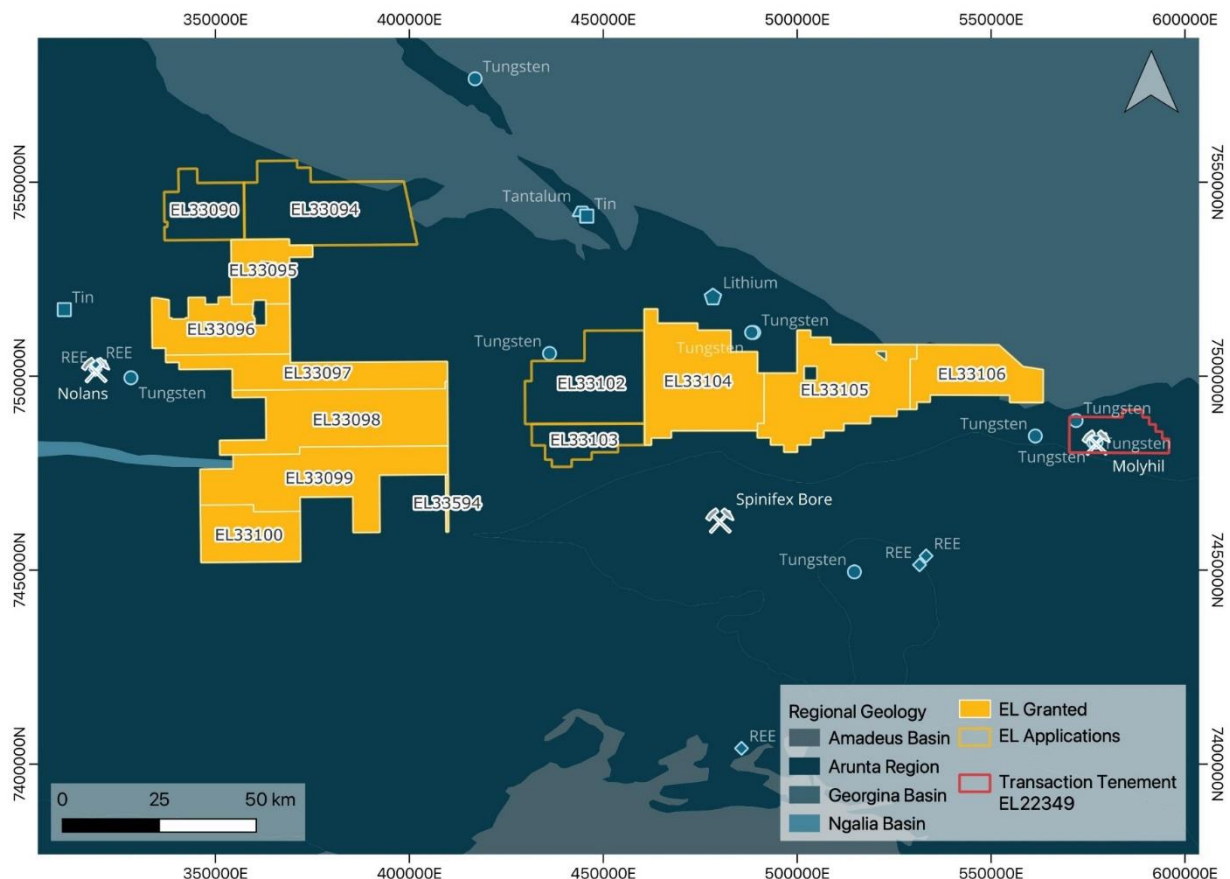 350000E 400000E 450000E 5000000E 550000E 600000E
Tungsten
7550000N
7550000N
Tantalum
Tin
EL33090
EL33094
EL33095
Lithium
Tin
EL33096
Tungsten
Tungsten
Tungsten
REE
REE
Nolans
Tungsten
EL33097
7500000N
7500000N
EL33102
EL33104
EL33105
EL33106
EL33098
EL33103
Tungsten
Tungsten
Tungsten
Tungsten
Molyhil
EL33099
EL33594
Spinifex Bore
EL33100
REE
REE
Tungsten
7450000N
7450000N
REE
7400000N
7400000N
Regional Geology
Amadeus Basin
Arunta Region
Georgina Basin
Ngalia Basin
EL Granted
EL Applications
Transaction Tenement
EL22349
0 25 50 km
350000E 400000E 450000E 5000000E 550000E 600000E